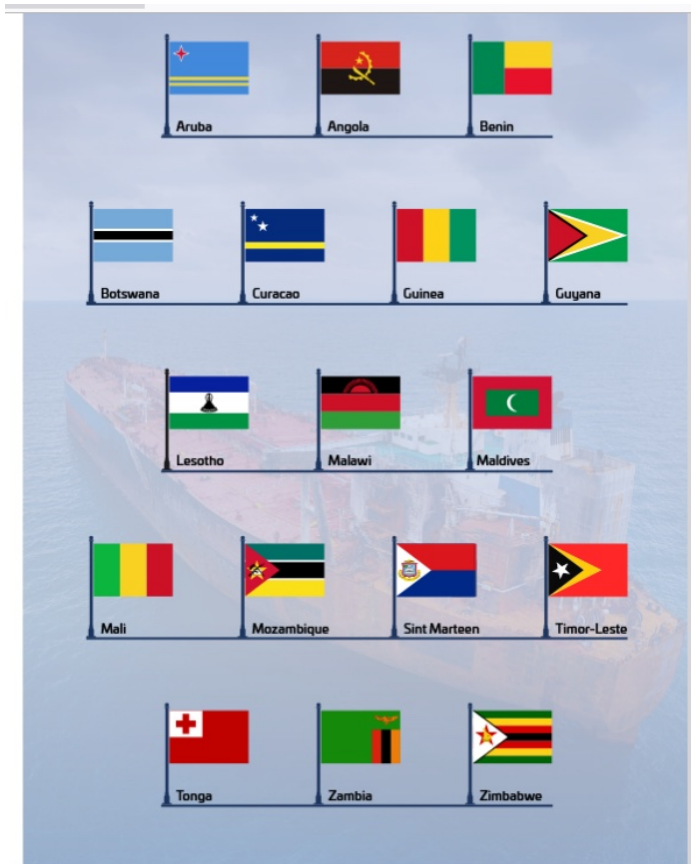 Aruba
Angola
Benin
Botswana
Curacao
Guinea
Guyana
Lesotho
Malawi
Maldives
Mali
Mozambique
Sint Marteen
Timor-Leste
Tonga
Zambia
Zimbabwe